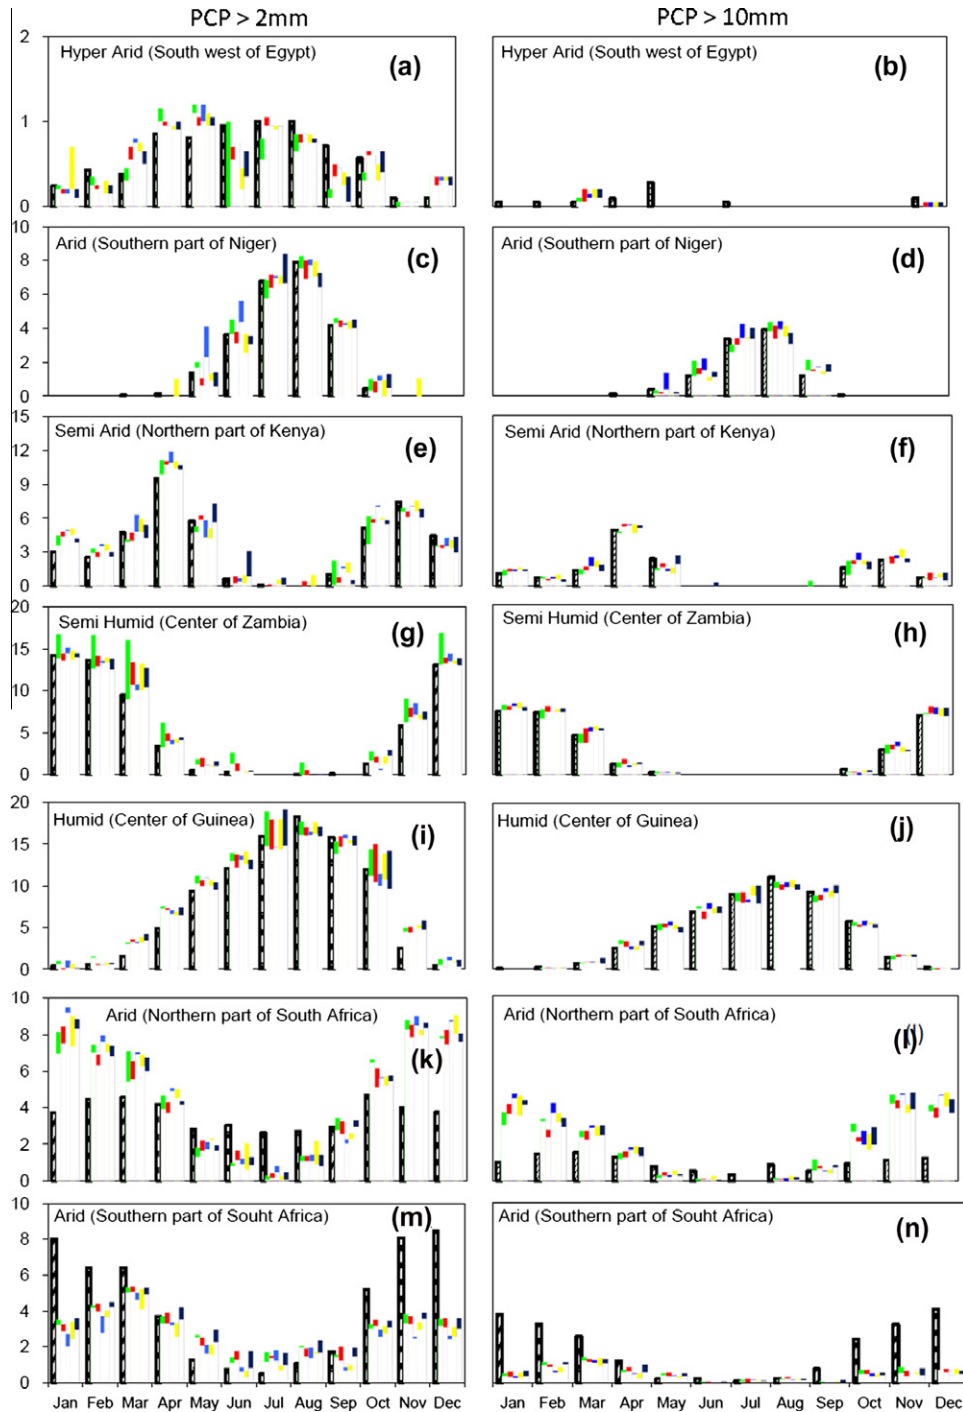 PCP > 2mm
PCP > 10mm
2
1
0
Hyper Arid (South west of Egypt)
(a)
Hyper Arid (South west of Egypt)
(b)
10
8
6
4
2
0
Arid (Southern part of Niger)
(c)
Arid (Southern part of Niger)
(d)
15
12
9
6
3
0
Semi Arid (Northern part of Kenya)
(e)
Semi Arid (Northern part of Kenya)
(f)
20
15
10
5
0
Semi Humid (Center of Zambia)
(g)
Semi Humid (Center of Zambia)
(h)
20
15
10
5
0
Humid (Center of Guinea)
(i)
Humid (Center of Guinea)
(j)
10
8
6
4
2
0
Arid (Northern part of South Africa)
(k)
Arid (Northern part of South Africa)
(l)
10
8
6
4
2
0
Arid (Southern part of Souht Africa)
(m)
Arid (Southern part of Souht Africa)
(n)
Jan Feb Mar Apr May Jun Jul Aug Sep Oct Nov Dec
Jan Feb Mar Apr May Jun Jul Aug Sep Oct Nov Dec